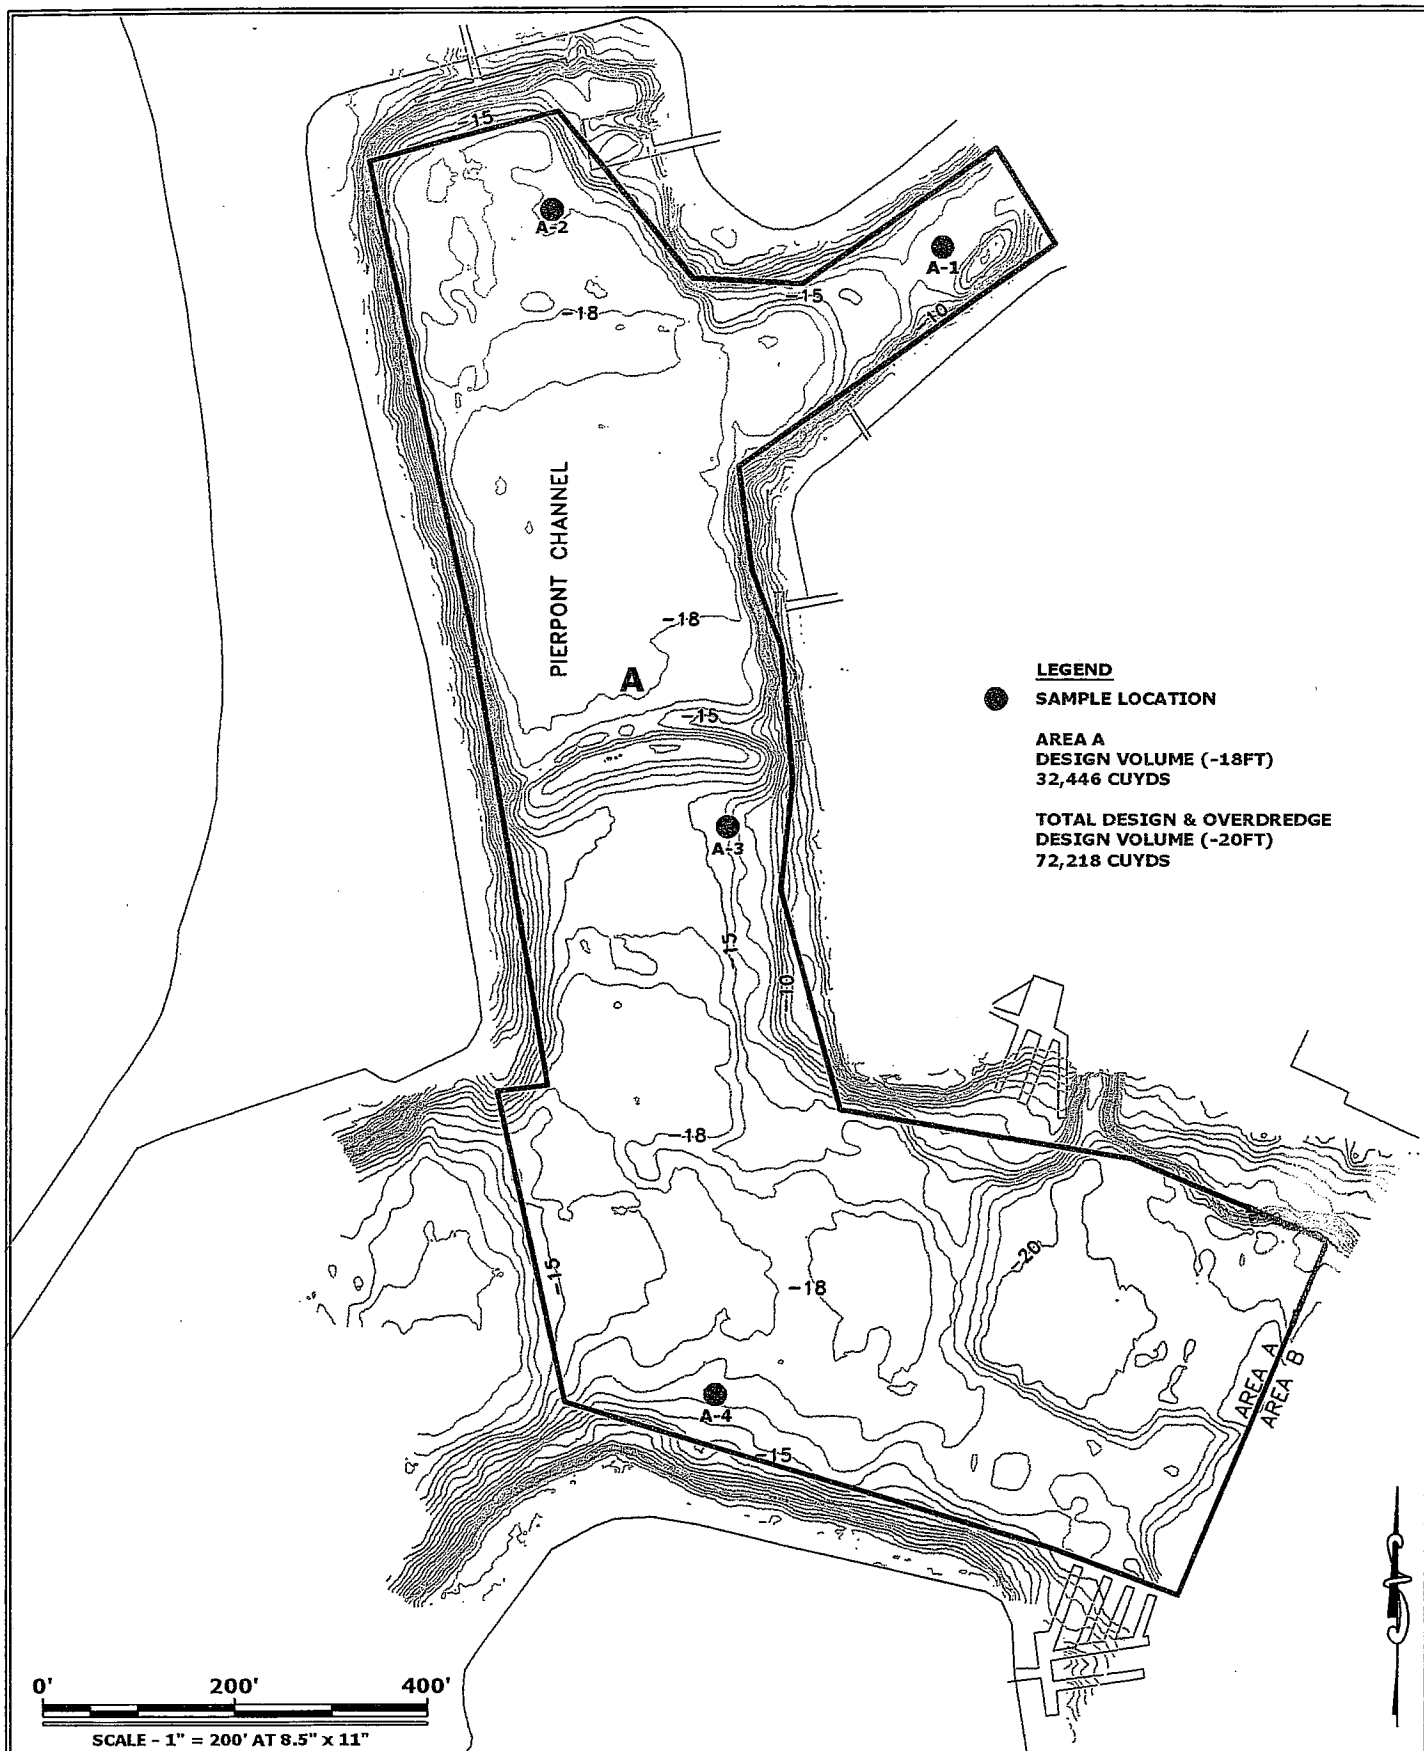 -15
A-2
A-1
-15
-10
-18
PIERPONT CHANNEL
-18
A
-15
LEGEND
SAMPLE LOCATION
AREA A
DESIGN VOLUME (-18FT)
32,446 CUYDS
TOTAL DESIGN & OVERDREDGE
DESIGN VOLUME (-20FT)
72,218 CUYDS
A-3
-15
-10
-18
-15
-18
-20
AREA A
AREA B
A-4
-15
0' 200' 400'
SCALE - 1" = 200' AT 8.5" x 11"
N